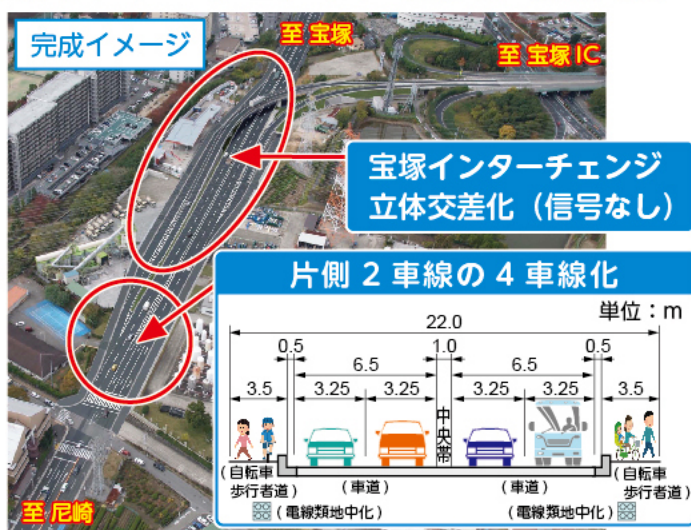 完成イメージ
至 宝塚
至 宝塚 IC
宝塚インターチェンジ
立体交差化（信号なし）
片側 2 車線の 4 車線化
単位：m
22.0
0.5
1.0
0.5
6.5
6.5
3.5
3.25
3.25
3.25
3.25
3.5
中央帯
（自転車
歩行者道）
（車道）
（車道）
（自転車
歩行者道）
（電線類地中化）
（電線類地中化）
至 尼崎